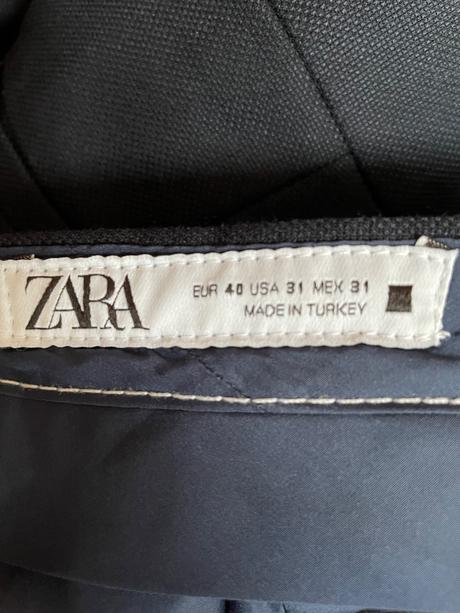 ZARA
EUR 40 USA 31 MEX 31
MADE IN TURKEY